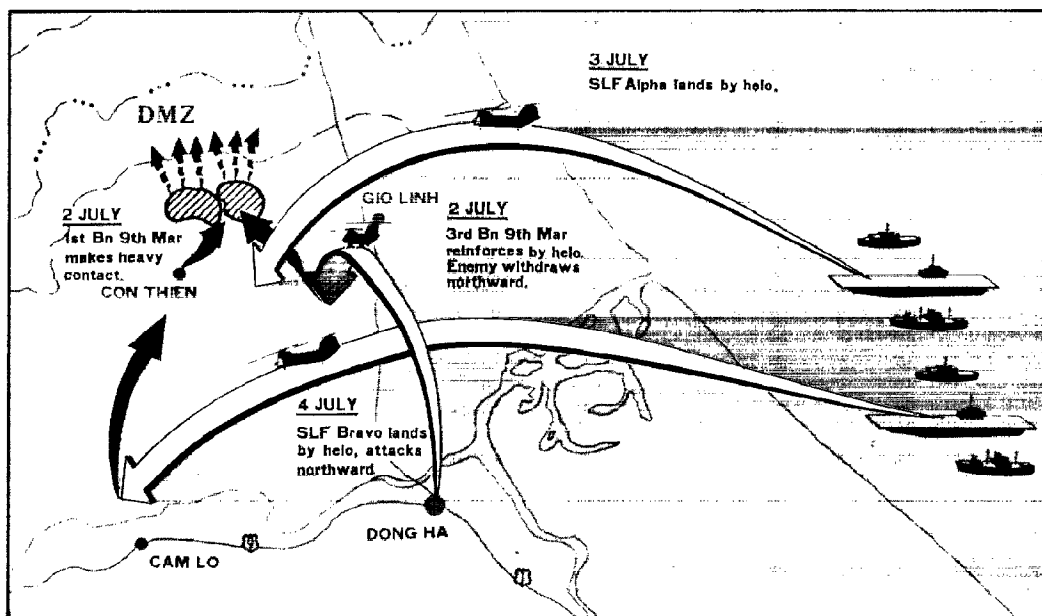 3 JULY
SLF Alpha lands by helo.
DMZ
GIO LINH
2 JULY
1st Bn 9th Mar
makes heavy
contact.
CON THIEN
2 JULY
3rd Bn 9th Mar
reinforces by helo.
Enemy withdraws
northward.
4 JULY
SLF Bravo lands
by helo, attacks
northward
DONG HA
CAM LO
9
1